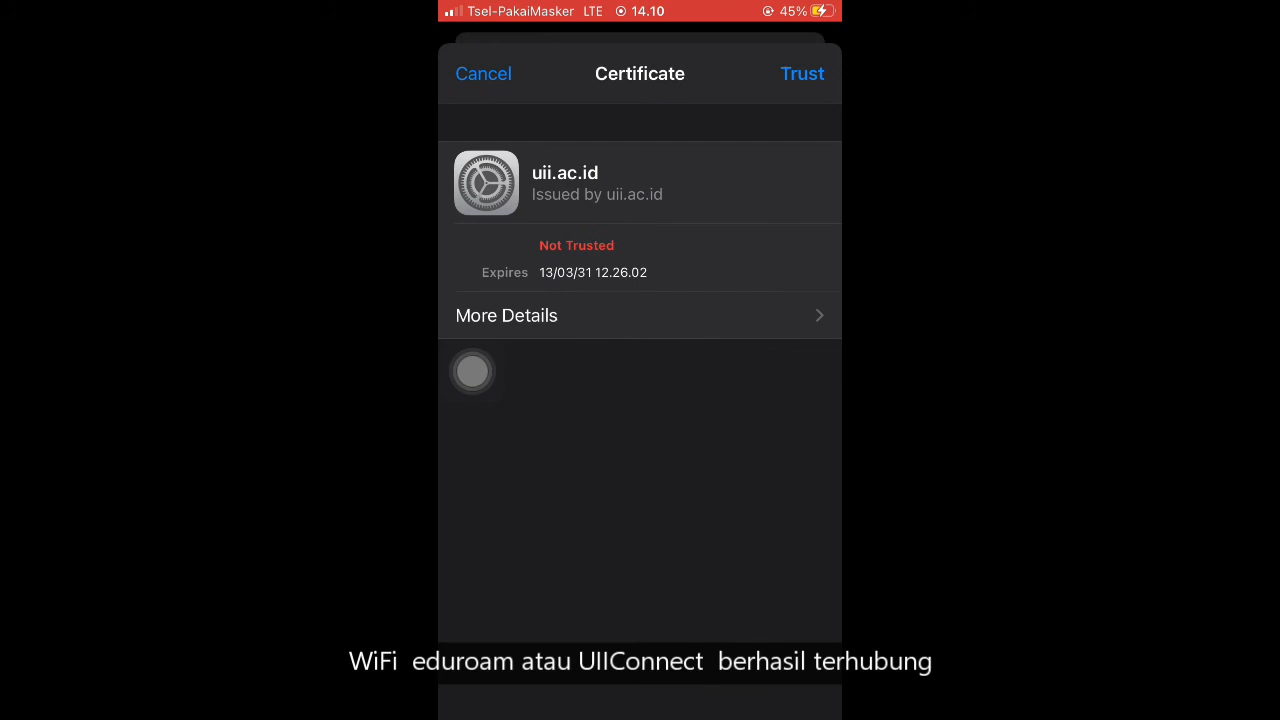 Tsel-PakaiMasker LTE 14.10 45%
Cancel Certificate Trust
uii.ac.id
Issued by uii.ac.id
Not Trusted
Expires 13/03/31 12.26.02
More Details
WiFi eduroam atau UIIConnect berhasil terhubung